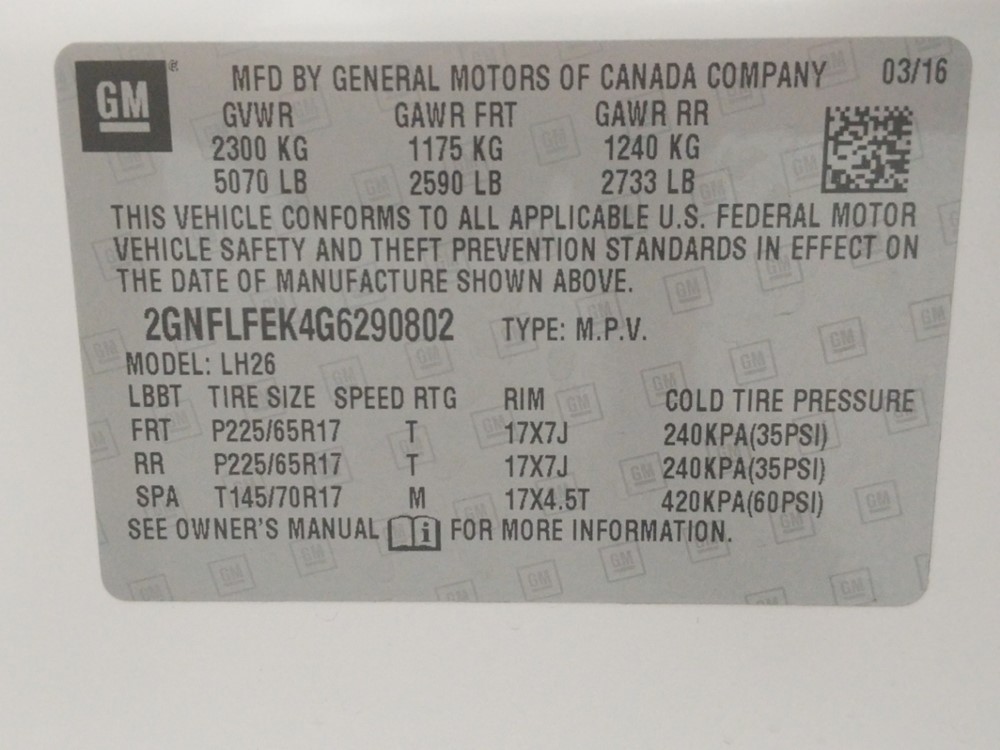 GM ® MFD BY GENERAL MOTORS OF CANADA COMPANY 03/16
GVWR GAWR FRT GAWR RR
2300 KG 1175 KG 1240 KG
5070 LB 2590 LB 2733 LB
THIS VEHICLE CONFORMS TO ALL APPLICABLE U.S. FEDERAL MOTOR
VEHICLE SAFETY AND THEFT PREVENTION STANDARDS IN EFFECT ON
THE DATE OF MANUFACTURE SHOWN ABOVE.
2GNFLFEK4G6290802 TYPE: M.P.V.
MODEL: LH26
LBBT TIRE SIZE SPEED RTG RIM COLD TIRE PRESSURE
FRT P225/65R17 T 17X7J 240KPA(35PSI)
RR P225/65R17 T 17X7J 240KPA(35PSI)
SPA T145/70R17 M 17X4.5T 420KPA(60PSI)
SEE OWNER'S MANUAL i FOR MORE INFORMATION.